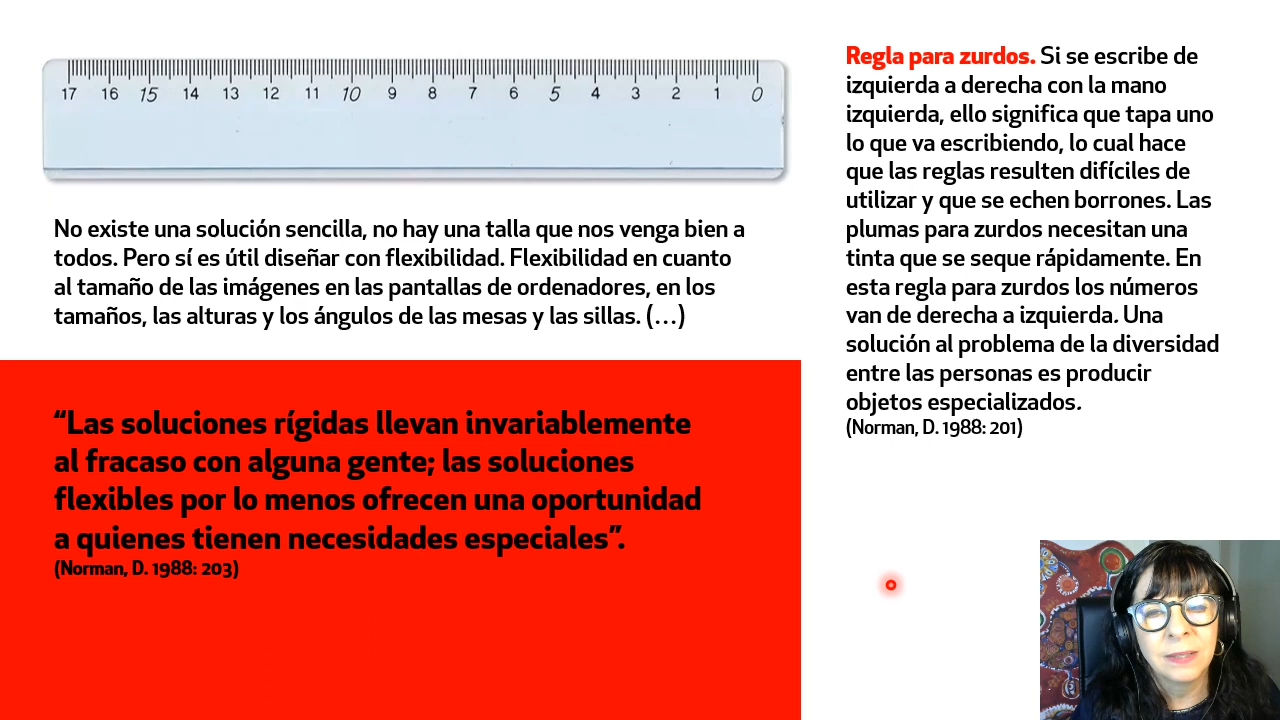 17 16 15 14 13 12 11 10 9 8 7 6 5 4 3 2 1 0
No existe una solución sencilla, no hay una talla que nos venga bien a
todos. Pero sí es útil diseñar con flexibilidad. Flexibilidad en cuanto
al tamaño de las imágenes en las pantallas de ordenadores, en los
tamaños, las alturas y los ángulos de las mesas y las sillas. (…)
“Las soluciones rígidas llevan invariablemente
al fracaso con alguna gente; las soluciones
flexibles por lo menos ofrecen una oportunidad
a quienes tienen necesidades especiales”.
(Norman, D. 1988: 203)
Regla para zurdos. Si se escribe de
izquierda a derecha con la mano
izquierda, ello significa que tapa uno
lo que va escribiendo, lo cual hace
que las reglas resulten difíciles de
utilizar y que se echen borrones. Las
plumas para zurdos necesitan una
tinta que se seque rápidamente. En
esta regla para zurdos los números
van de derecha a izquierda. Una
solución al problema de la diversidad
entre las personas es producir
objetos especializados.
(Norman, D. 1988: 201)